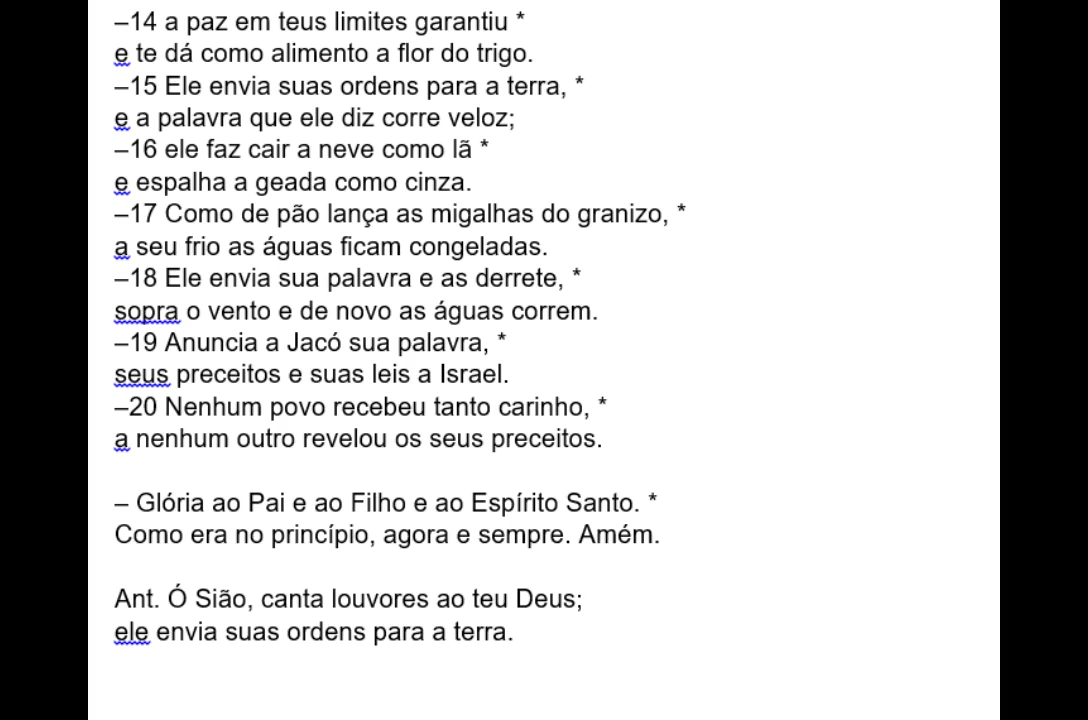 –14 a paz em teus limites garantiu *
e te dá como alimento a flor do trigo.
–15 Ele envia suas ordens para a terra, *
e a palavra que ele diz corre veloz;
–16 ele faz cair a neve como lã *
e espalha a geada como cinza.
–17 Como de pão lança as migalhas do granizo, *
a seu frio as águas ficam congeladas.
–18 Ele envia sua palavra e as derrete, *
sopra o vento e de novo as águas correm.
–19 Anuncia a Jacó sua palavra, *
seus preceitos e suas leis a Israel.
–20 Nenhum povo recebeu tanto carinho, *
a nenhum outro revelou os seus preceitos.
– Glória ao Pai e ao Filho e ao Espírito Santo. *
Como era no princípio, agora e sempre. Amém.
Ant. Ó Sião, canta louvores ao teu Deus;
ele envia suas ordens para a terra.